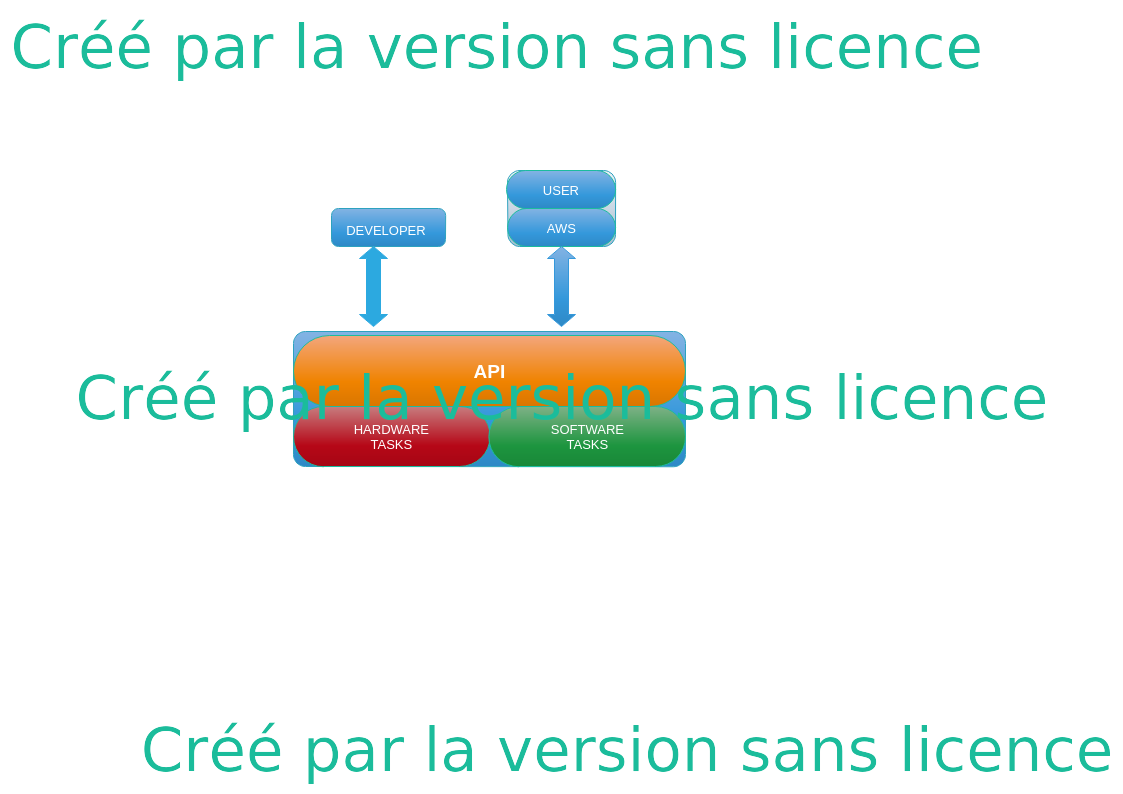 Créé par la version sans licence
USER
DEVELOPER
AWS
API
Créé par la version sans licence
HARDWARE
TASKS
SOFTWARE
TASKS
Créé par la version sans licence